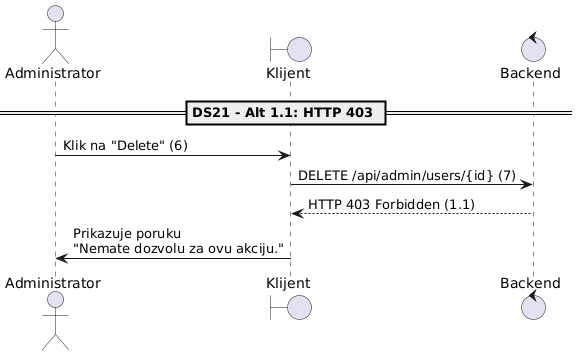 Administrator
Klijent
Backend
DS21 - Alt 1.1: HTTP 403
Klik na "Delete" (6)
DELETE /api/admin/users/{id} (7)
HTTP 403 Forbidden (1.1)
Prikazuje poruku
"Nemate dozvolu za ovu akciju."
Administrator
Klijent
Backend